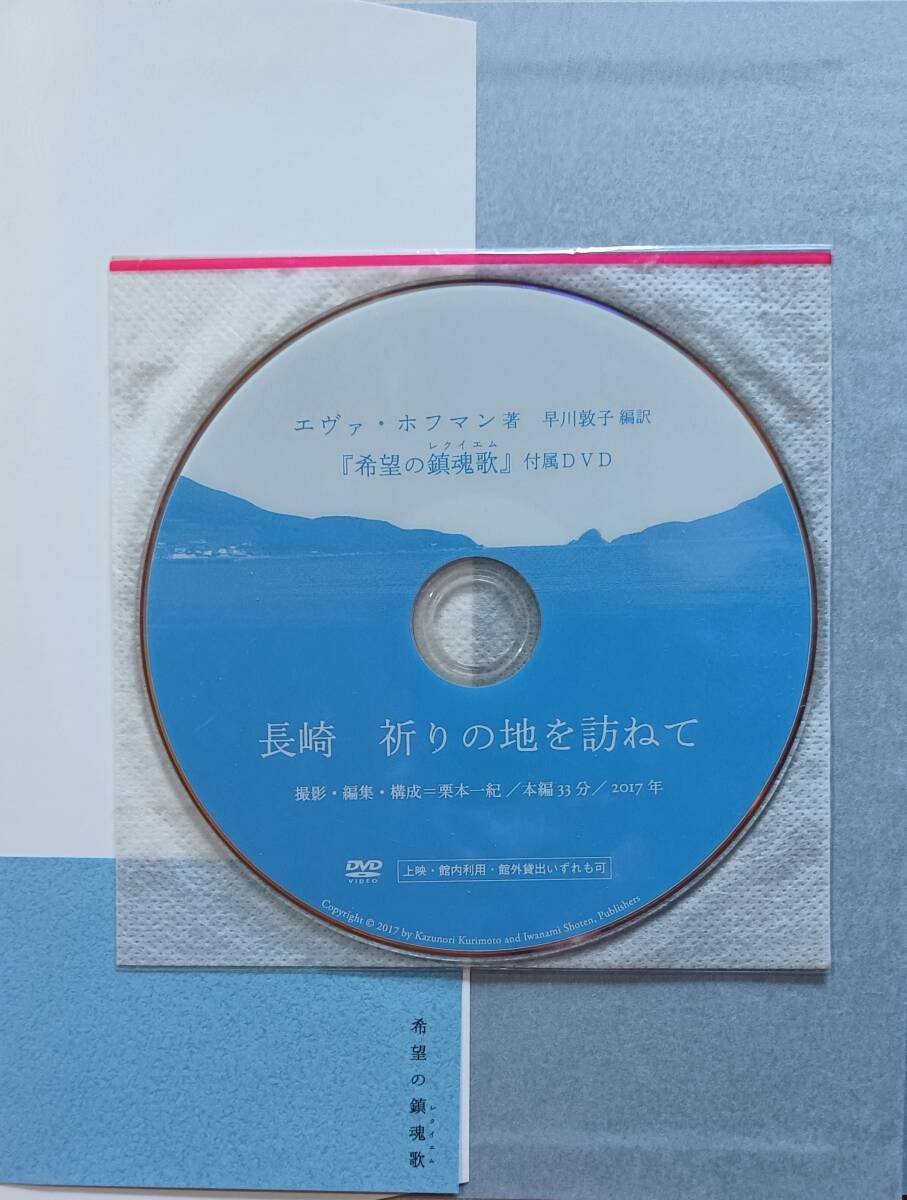 エヴァ・ホフマン著 早川敦子 編訳
レクイエム
『希望の鎮魂歌』付属DVD
長崎 祈りの地を訪ねて
撮影・編集・構成=栗本一紀/本編33分/2017年
DVD
VIDEO
上映・館内利用・館外貸出いずれも可
Copyright © 2017 by Kazunori Kurimoto and Iwanami Shoten, Publishers
希望の鎮魂歌
レクイエム